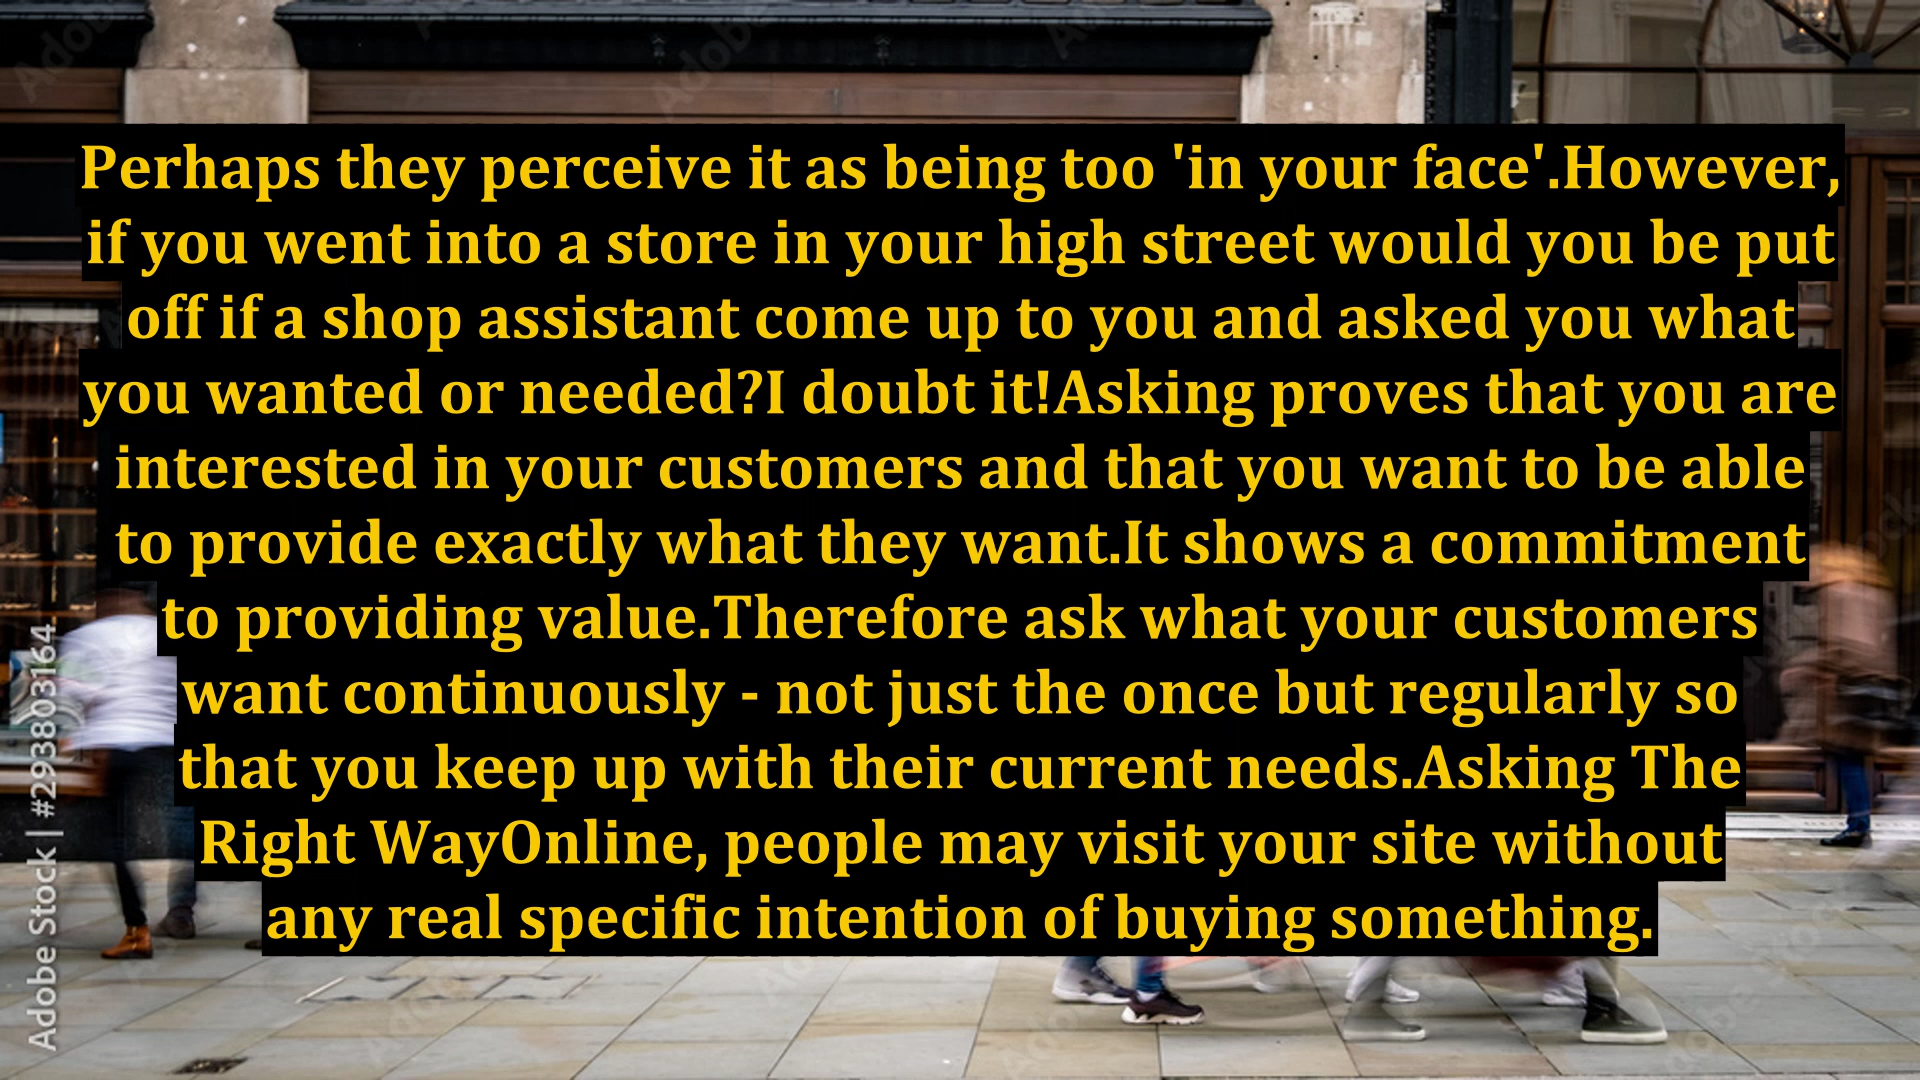 Perhaps they perceive it as being too 'in your face'.However,
if you went into a store in your high street would you be put
off if a shop assistant come up to you and asked you what
you wanted or needed?I doubt it!Asking proves that you are
interested in your customers and that you want to be able
to provide exactly what they want.It shows a commitment
to providing value.Therefore ask what your customers
want continuously - not just the once but regularly so
that you keep up with their current needs.Asking The
Right WayOnline, people may visit your site without
any real specific intention of buying something.
Adobe Stock | #293803164